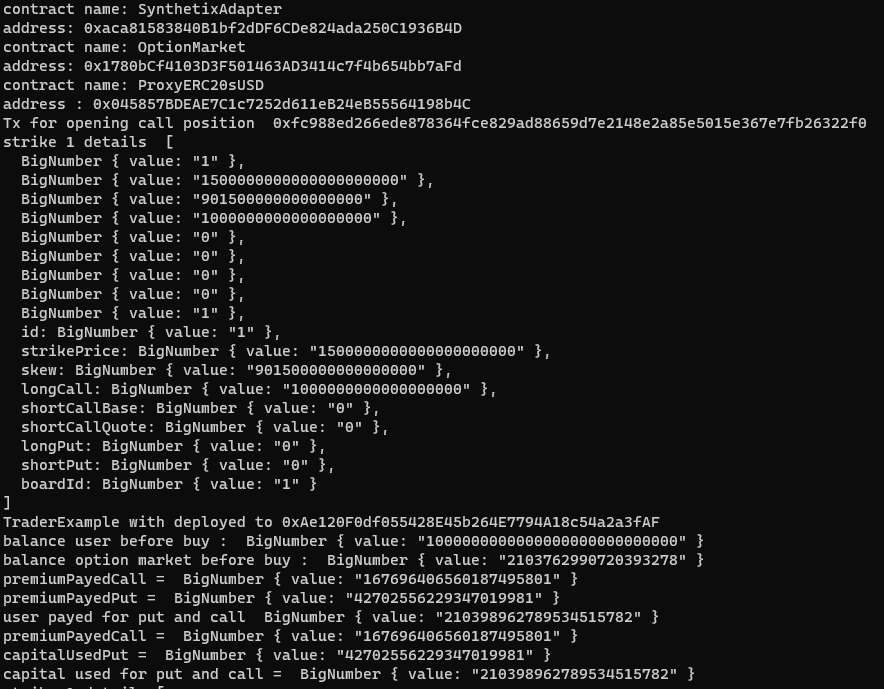 contract name: SynthetixAdapter
address: 0xaca81583840B1bf2dDF6CDe824ada250C1936B4D
contract name: OptionMarket
address: 0x1780bCf4103D3F501463AD3414c7f4b654bb7aFd
contract name: ProxyERC20sUSD
address : 0x045857BDEAE7C1c7252d611eB24eB55564198b4C
Tx for opening call position  0xfc988ed266ede878364fce829ad88659d7e2148e2a85e5015e367e7fb26322f0
strike 1 details  [
  BigNumber { value: "1" },
  BigNumber { value: "1500000000000000000000" },
  BigNumber { value: "901500000000000000" },
  BigNumber { value: "1000000000000000000" },
  BigNumber { value: "0" },
  BigNumber { value: "0" },
  BigNumber { value: "0" },
  BigNumber { value: "0" },
  BigNumber { value: "1" },
  id: BigNumber { value: "1" },
  strikePrice: BigNumber { value: "1500000000000000000000" },
  skew: BigNumber { value: "901500000000000000" },
  longCall: BigNumber { value: "1000000000000000000" },
  shortCallBase: BigNumber { value: "0" },
  shortCallQuote: BigNumber { value: "0" },
  longPut: BigNumber { value: "0" },
  shortPut: BigNumber { value: "0" },
  boardId: BigNumber { value: "1" }
]
TraderExample with deployed to 0xAe120F0df055428E45b264E7794A18c54a2a3fAF
balance user before buy :  BigNumber { value: "1000000000000000000000000000" }
balance option market before buy :  BigNumber { value: "2103762990720393278" }
premiumPayedCall =  BigNumber { value: "167696406560187495801" }
premiumPayedPut =  BigNumber { value: "42702556229347019981" }
user payed for put and call  BigNumber { value: "210398962789534515782" }
premiumPayedCall =  BigNumber { value: "167696406560187495801" }
capitalUsedPut =  BigNumber { value: "42702556229347019981" }
capital used for put and call =  BigNumber { value: "210398962789534515782" }